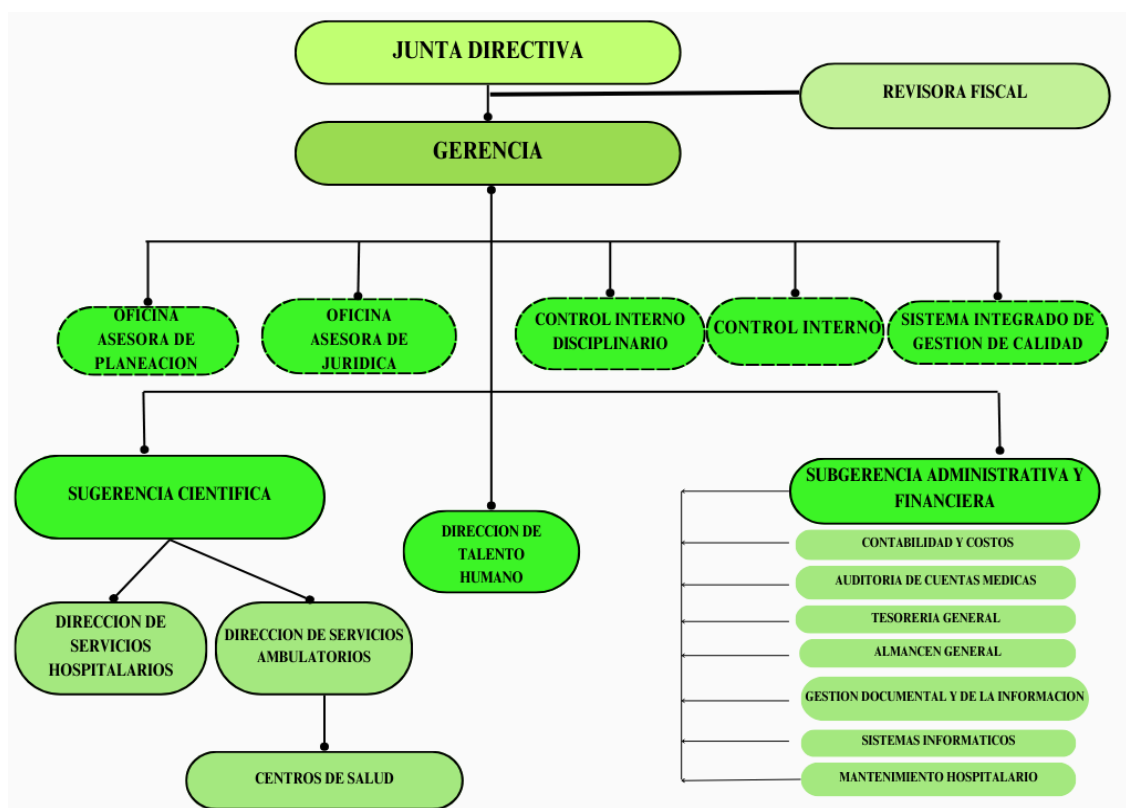 JUNTA DIRECTIVA
REVISORA FISCAL
GERENCIA
OFICINA
ASESORA DE
PLANEACION
OFICINA
ASESORA DE
JURIDICA
CONTROL INTERNO
DISCIPLINARIO
CONTROL INTERNO
SISTEMA INTEGRADO DE
GESTION DE CALIDAD
SUGERENCIA CIENTIFICA
DIRECCION DE
TALENTO
HUMANO
SUBGERENCIA ADMINISTRATIVA Y
FINANCIERA
CONTABILIDAD Y COSTOS
AUDITORIA DE CUENTAS MEDICAS
TESORERIA GENERAL
ALMANCEN GENERAL
GESTION DOCUMENTAL Y DE LA INFORMACION
SISTEMAS INFORMATICOS
MANTENIMIENTO HOSPITALARIO
DIRECCION DE
SERVICIOS
HOSPITALARIOS
DIRECCION DE SERVICIOS
AMBULATORIOS
CENTROS DE SALUD